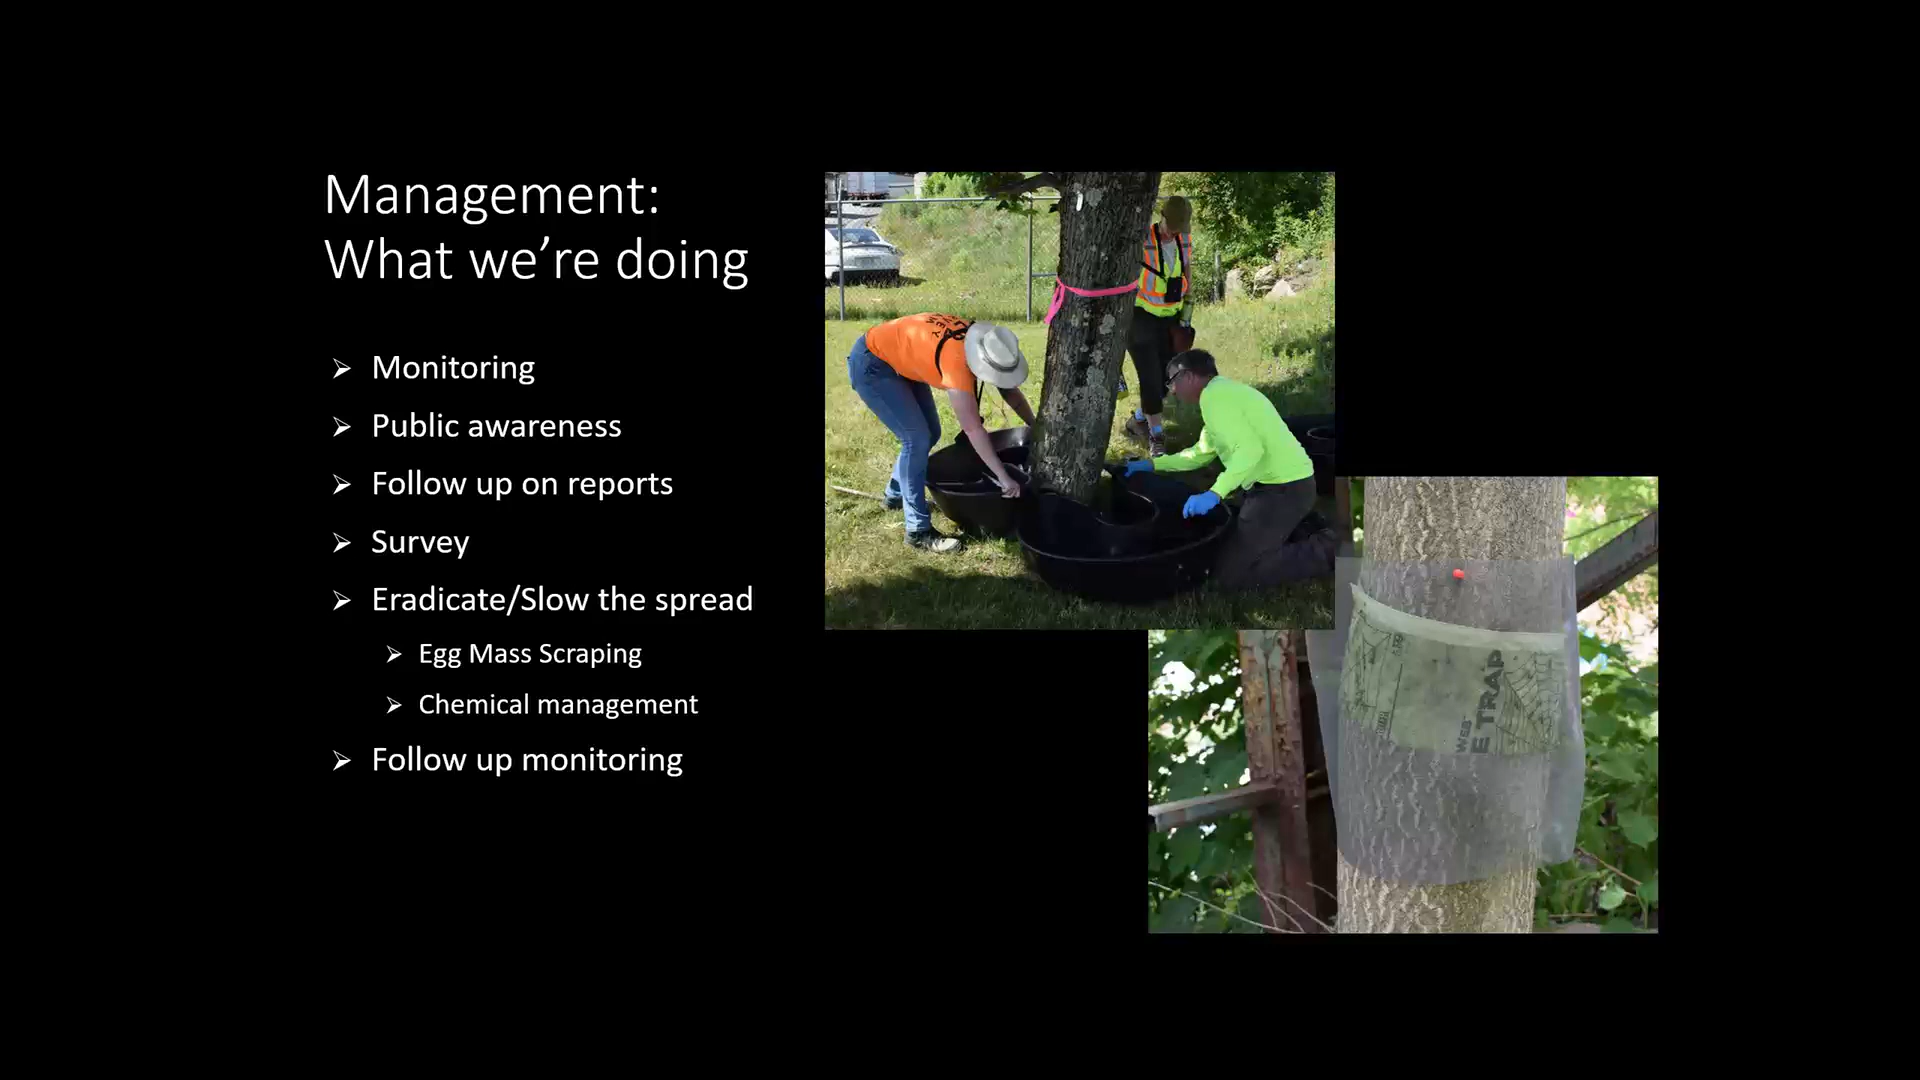 Management:
What we're doing
Monitoring
Public awareness
Follow up on reports
Survey
Eradicate/Slow the spread
Egg Mass Scraping
Chemical management
Follow up monitoring
WEB
E TRAP